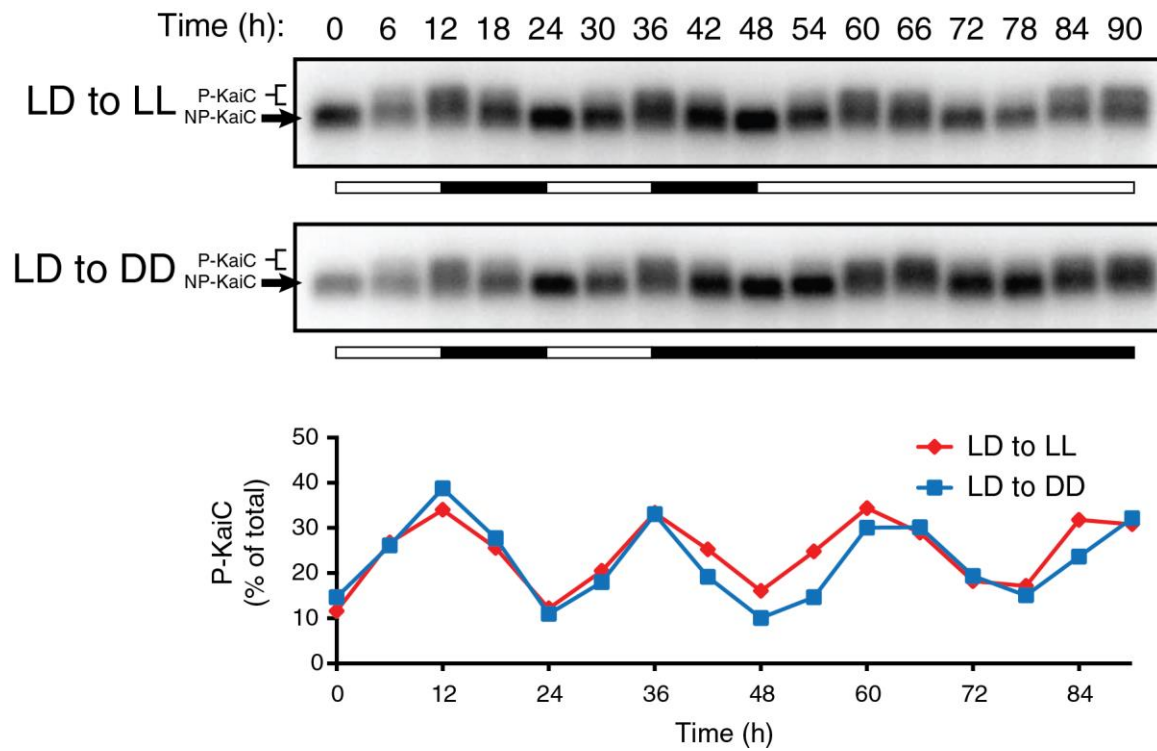 Time (h): 0 6 12 18 24 30 36 42 48 54 60 66 72 78 84 90
LD to LL
P-KaiC
NP-KaiC
LD to DD
P-KaiC
NP-KaiC
50
40
30
20
10
0
P-KaiC
(% of total)
LD to LL
LD to DD
0 12 24 36 48 60 72 84
Time (h)